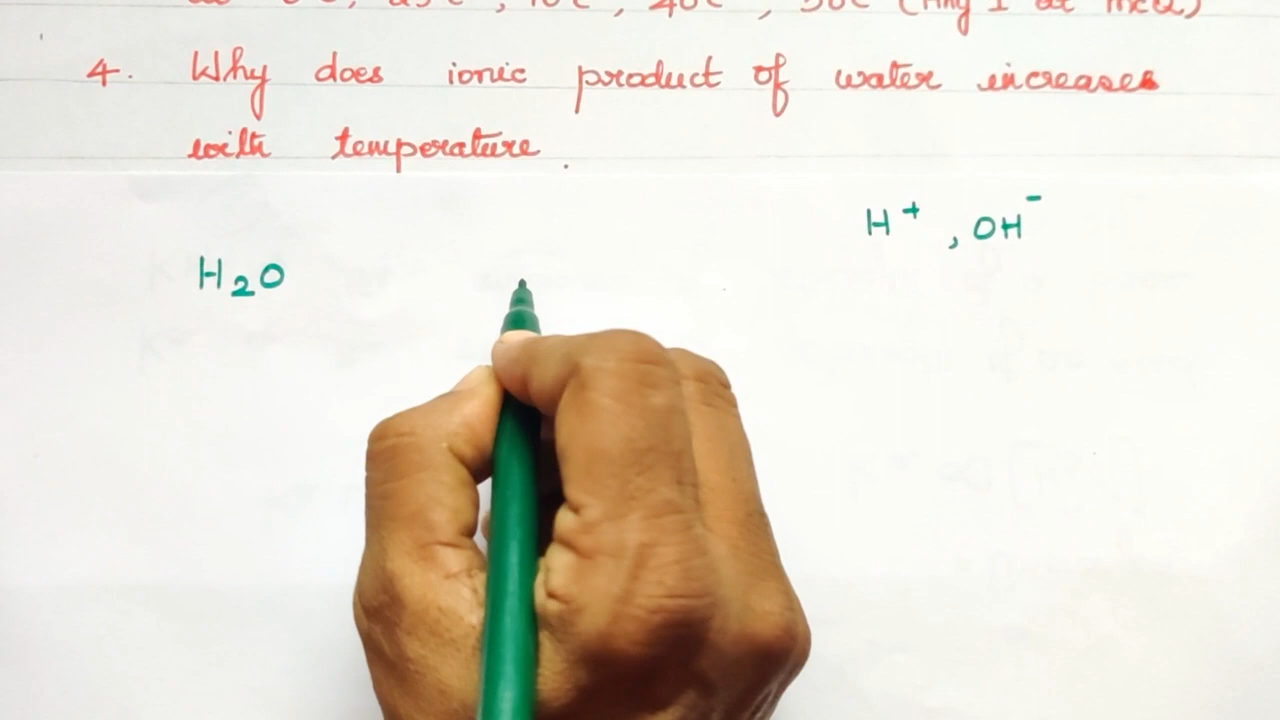 4. Why does ionic product of water increases
with temperature.
H+ , OH-
H2O